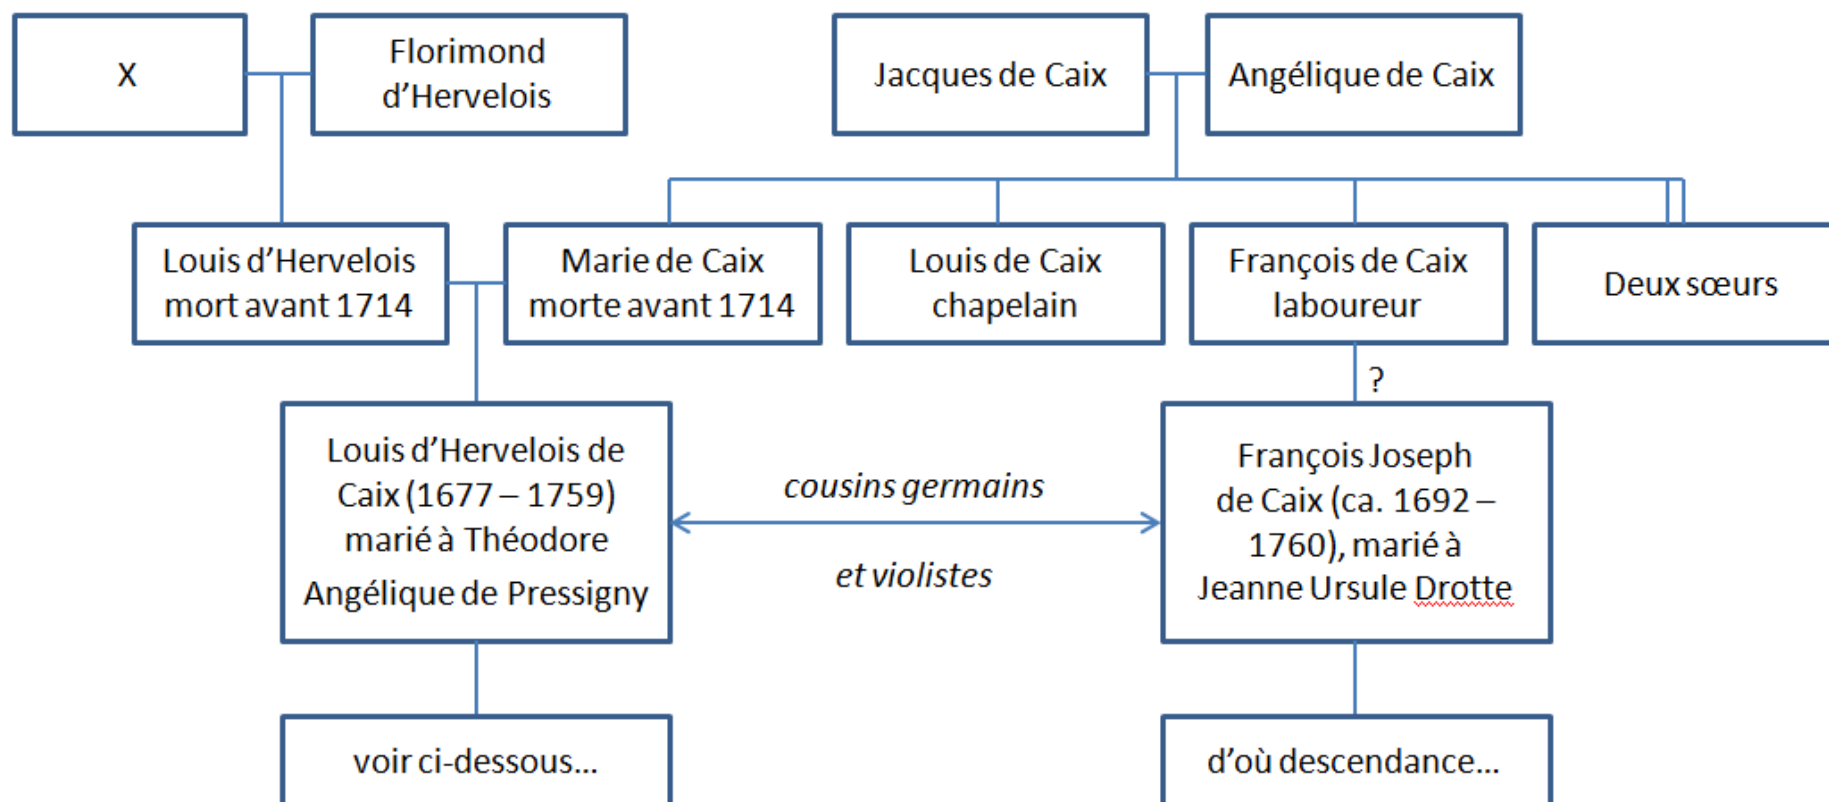 X
Florimond
d’Hervelois
Jacques de Caix
Angélique de Caix
Louis d’Hervelois
mort avant 1714
Marie de Caix
morte avant 1714
Louis de Caix
chapelain
François de Caix
laboureur
Deux sœurs
?
Louis d’Hervelois de
Caix (1677 – 1759)
marié à Théodore
Angélique de Pressigny
cousins germains
et violistes
François Joseph
de Caix (ca. 1692 –
1760), marié à
Jeanne Ursule Drotte
voir ci-dessous...
d’où descendance...